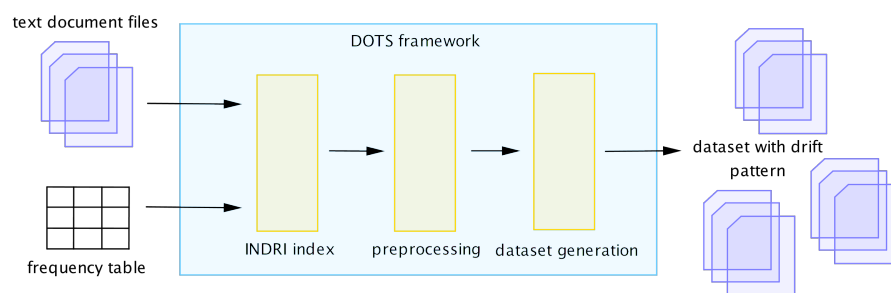 text document files
DOTS framework
dataset with drift
pattern
INDRI index
preprocessing
dataset generation
frequency table